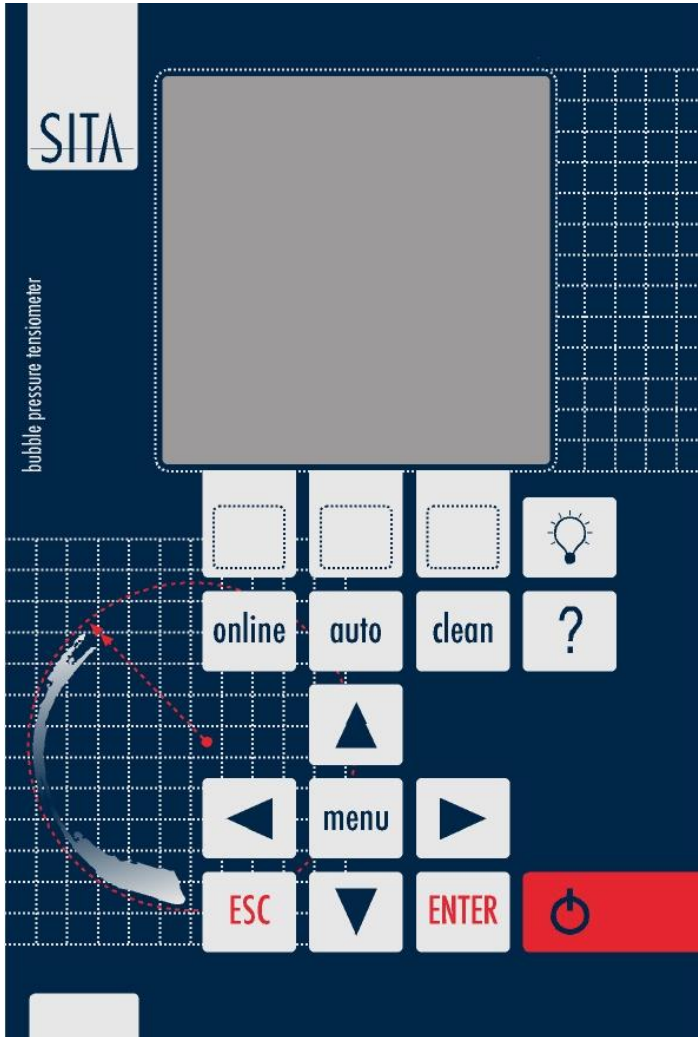 SITA
bubble pressure tensiometer
online auto clean ?
menu
ESC ENTER